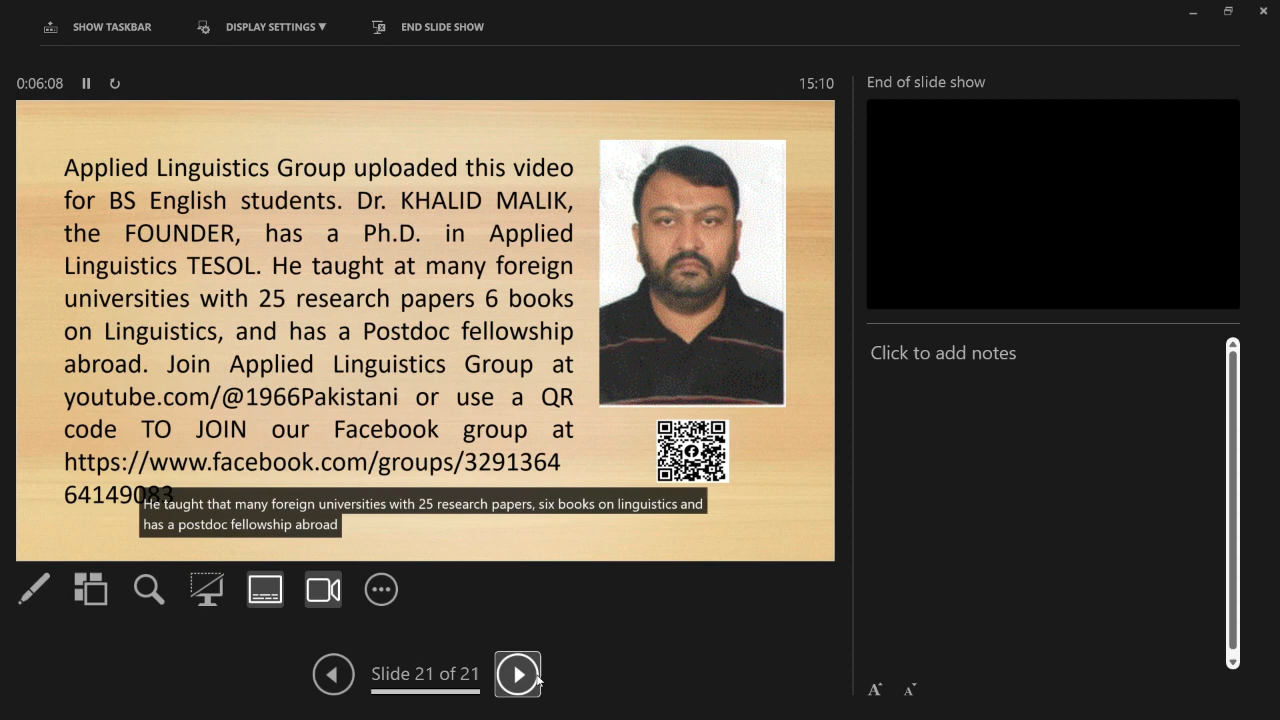 SHOW TASKBAR
DISPLAY SETTINGS ▼
END SLIDE SHOW
0:06:08
15:10
End of slide show
Applied Linguistics Group uploaded this video
for BS English students. Dr. KHALID MALIK,
the FOUNDER, has a Ph.D. in Applied
Linguistics TESOL. He taught at many foreign
universities with 25 research papers 6 books
on Linguistics, and has a Postdoc fellowship
abroad. Join Applied Linguistics Group at
youtube.com/@1966Pakistani or use a QR
code TO JOIN our Facebook group at
https://www.facebook.com/groups/3291364
64149083
He taught that many foreign universities with 25 research papers, six books on linguistics and
has a postdoc fellowship abroad
Click to add notes
Slide 21 of 21
A A